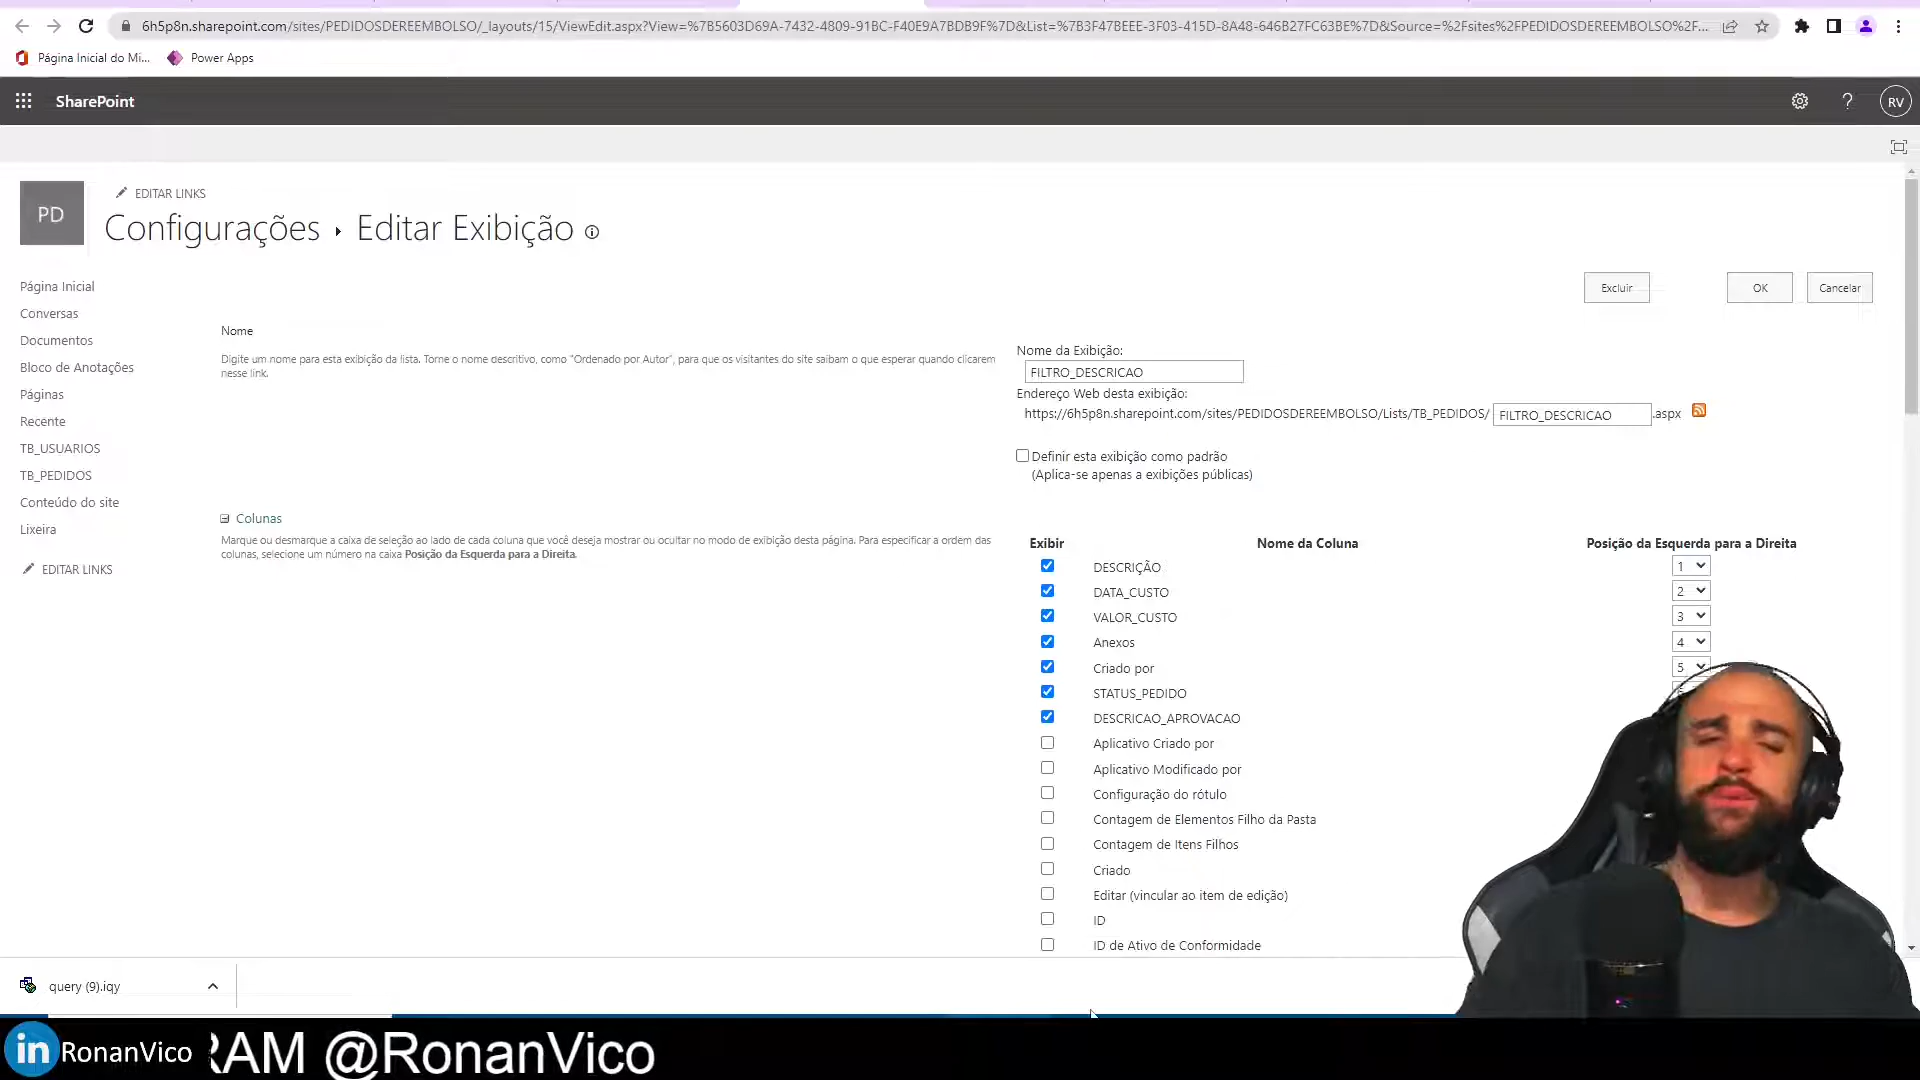 6h5p8n.sharepoint.com/sites/PEDIDOSDEREEMBOLSO/_layouts/15/ViewEdit.aspx?View=%7B5603D69A-7432-4809-91BC-F40E9A7BDB9F%7D&List=%7B3F47BEEE-3F03-415D-8A48-646B27FC63BE%7D&Source=%2Fsites%2FPEDIDOSDEREEMBOLSO%2F...
Página Inicial do Mi... Power Apps
SharePoint
? RV
PD
EDITAR LINKS
Configurações ▸ Editar Exibição
Página Inicial
Conversas
Documentos
Bloco de Anotações
Páginas
Recente
TB_USUARIOS
TB_PEDIDOS
Conteúdo do site
Lixeira
EDITAR LINKS
Excluir OK Cancelar
Nome
Digite um nome para esta exibição da lista. Torne o nome descritivo, como "Ordenado por Autor", para que os visitantes do site saibam o que esperar quando clicarem
nesse link.
Nome da Exibição:
FILTRO_DESCRICAO
Endereço Web desta exibição:
https://6h5p8n.sharepoint.com/sites/PEDIDOSDEREEMBOLSO/Lists/TB_PEDIDOS/ FILTRO_DESCRICAO .aspx
Definir esta exibição como padrão
(Aplica-se apenas a exibições públicas)
Colunas
Marque ou desmarque a caixa de seleção ao lado de cada coluna que você deseja mostrar ou ocultar no modo de exibição desta página. Para especificar a ordem das
colunas, selecione um número na caixa Posição da Esquerda para a Direita.
Exibir Nome da Coluna Posição da Esquerda para a Direita
DESCRIÇÃO 1
DATA_CUSTO 2
VALOR_CUSTO 3
Anexos 4
Criado por 5
STATUS_PEDIDO
DESCRICAO_APROVACAO
Aplicativo Criado por
Aplicativo Modificado por
Configuração do rótulo
Contagem de Elementos Filho da Pasta
Contagem de Itens Filhos
Criado
Editar (vincular ao item de edição)
ID
ID de Ativo de Conformidade
query (9).iqy
in RonanVico
RAM @RonanVico